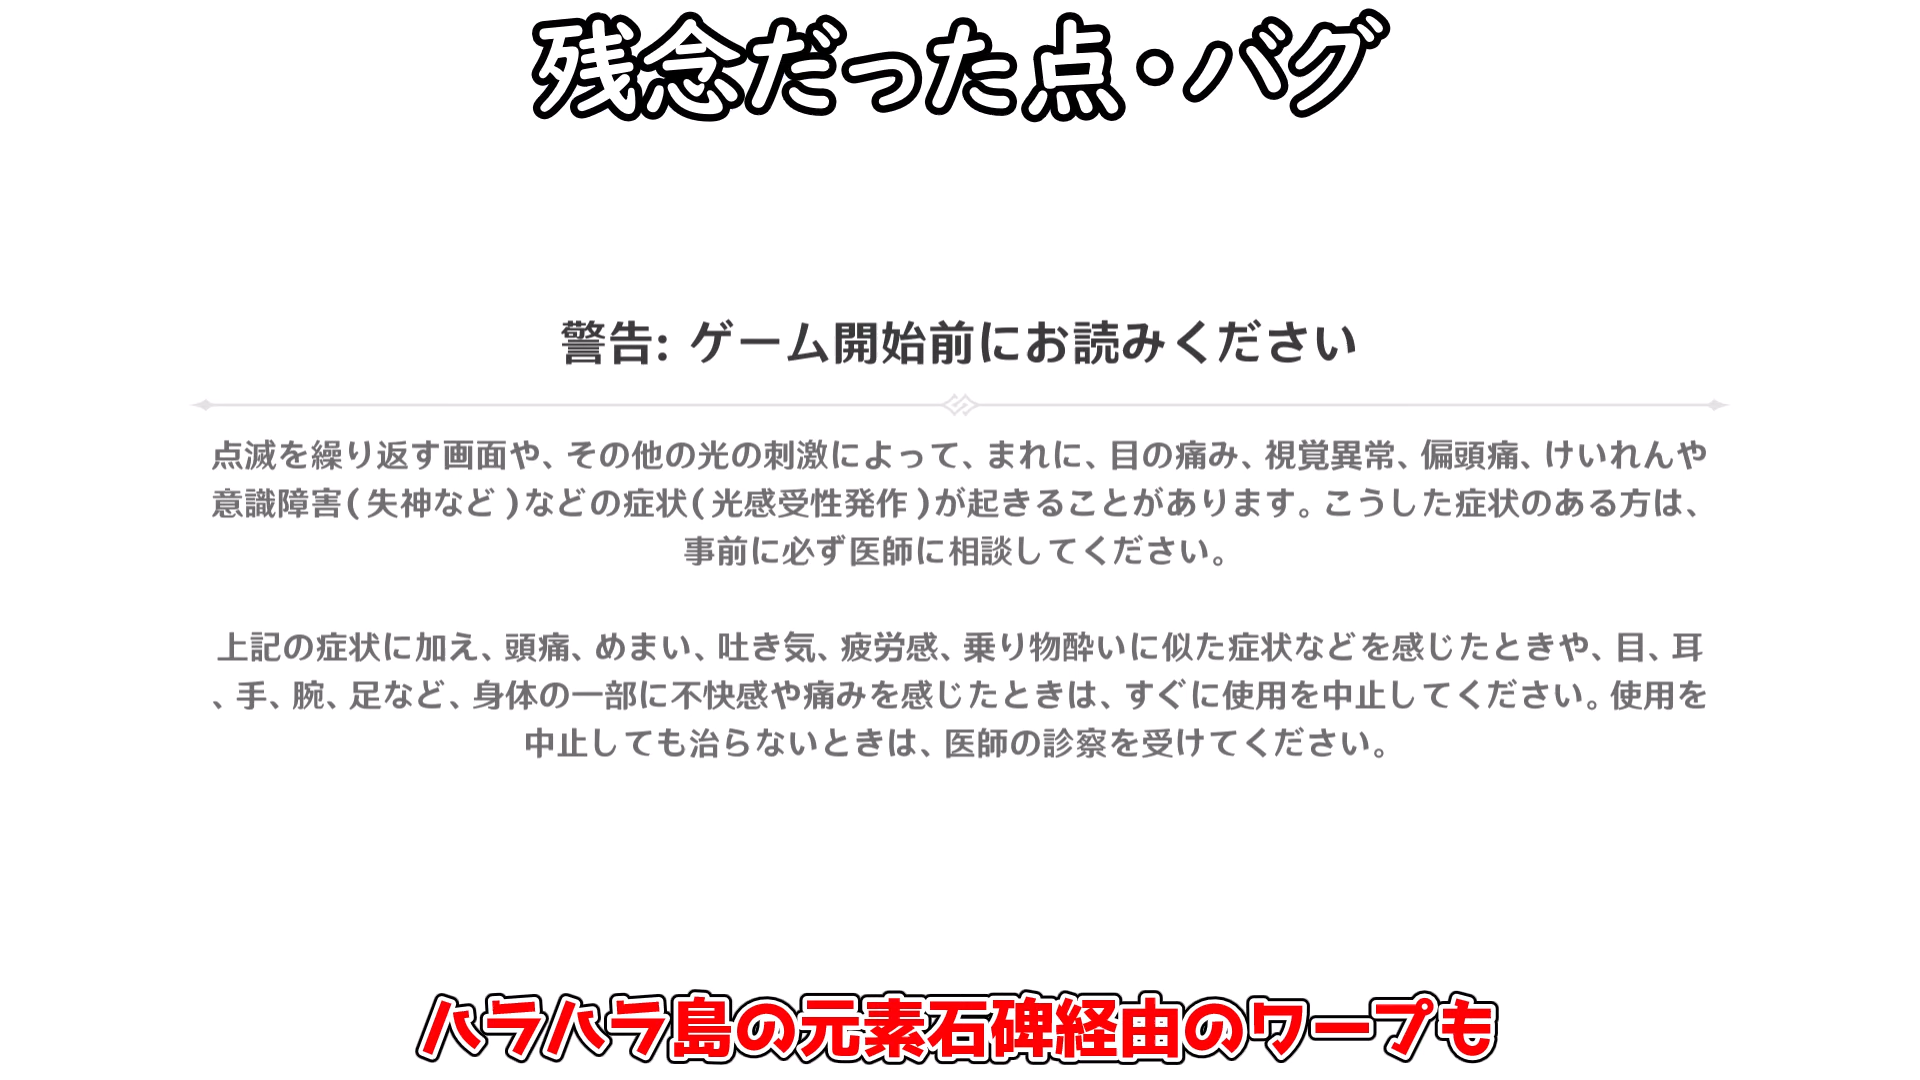 残念だった点・バグ
警告: ゲーム開始前にお読みください
点滅を繰り返す画面や、その他の光の刺激によって、まれに、目の痛み、視覚異常、偏頭痛、けいれんや
意識障害(失神など)などの症状(光感受性発作)が起きることがあります。こうした症状のある方は、
事前に必ず医師に相談してください。
上記の症状に加え、頭痛、めまい、吐き気、疲労感、乗り物酔いに似た症状などを感じたときや、目、耳
、手、腕、足など、身体の一部に不快感や痛みを感じたときは、すぐに使用を中止してください。使用を
中止しても治らないときは、医師の診察を受けてください。
ハラハラ島の元素石碑経由のワープも